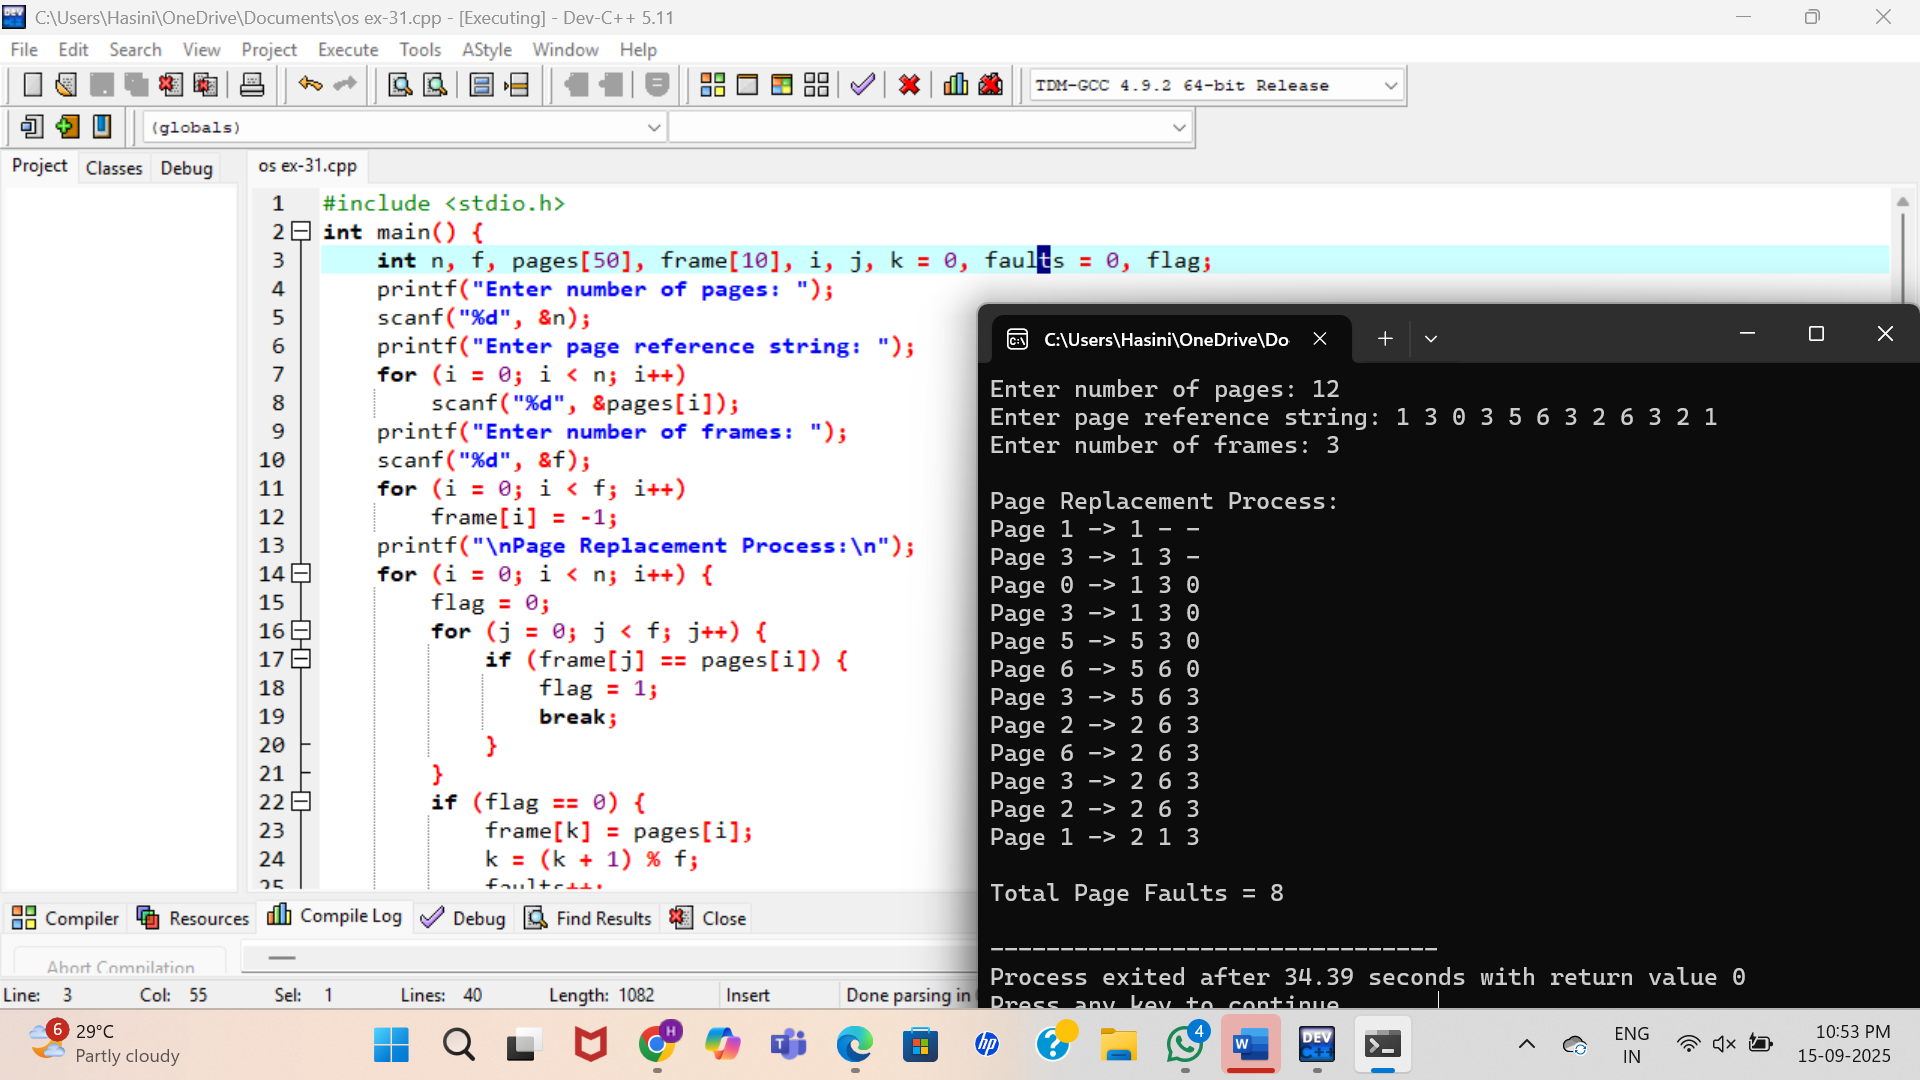 C:\Users\Hasini\OneDrive\Documents\os ex-31.cpp - [Executing] - Dev-C++ 5.11
File Edit Search View Project Execute Tools AStyle Window Help
TDM-GCC 4.9.2 64-bit Release
(globals)
Project Classes Debug
os ex-31.cpp
1 #include <stdio.h>
2 int main() {
3 int n, f, pages[50], frame[10], i, j, k = 0, faults = 0, flag;
4 printf("Enter number of pages: ");
5 scanf("%d", &n);
6 printf("Enter page reference string: ");
7 for (i = 0; i < n; i++)
8 scanf("%d", &pages[i]);
9 printf("Enter number of frames: ");
10 scanf("%d", &f);
11 for (i = 0; i < f; i++)
12 frame[i] = -1;
13 printf("\nPage Replacement Process:\n");
14 for (i = 0; i < n; i++) {
15 flag = 0;
16 for (j = 0; j < f; j++) {
17 if (frame[j] == pages[i]) {
18 flag = 1;
19 break;
20 }
21 }
22 if (flag == 0) {
23 frame[k] = pages[i];
24 k = (k + 1) % f;
25 faults++;
C:\Users\Hasini\OneDrive\Do
Enter number of pages: 12
Enter page reference string: 1 3 0 3 5 6 3 2 6 3 2 1
Enter number of frames: 3
Page Replacement Process:
Page 1 -> 1 - -
Page 3 -> 1 3 -
Page 0 -> 1 3 0
Page 3 -> 1 3 0
Page 5 -> 5 3 0
Page 6 -> 5 6 0
Page 3 -> 5 6 3
Page 2 -> 2 6 3
Page 6 -> 2 6 3
Page 3 -> 2 6 3
Page 2 -> 2 6 3
Page 1 -> 2 1 3
Total Page Faults = 8
--------------------------------
Process exited after 34.39 seconds with return value 0
Press any key to continue
Compiler Resources Compile Log Debug Find Results Close
Abort Compilation
Line: 3 Col: 55 Sel: 1 Lines: 40 Length: 1082 Insert Done parsing in
6 29°C
Partly cloudy
H
4
DEV C++
ENG
IN
10:53 PM
15-09-2025